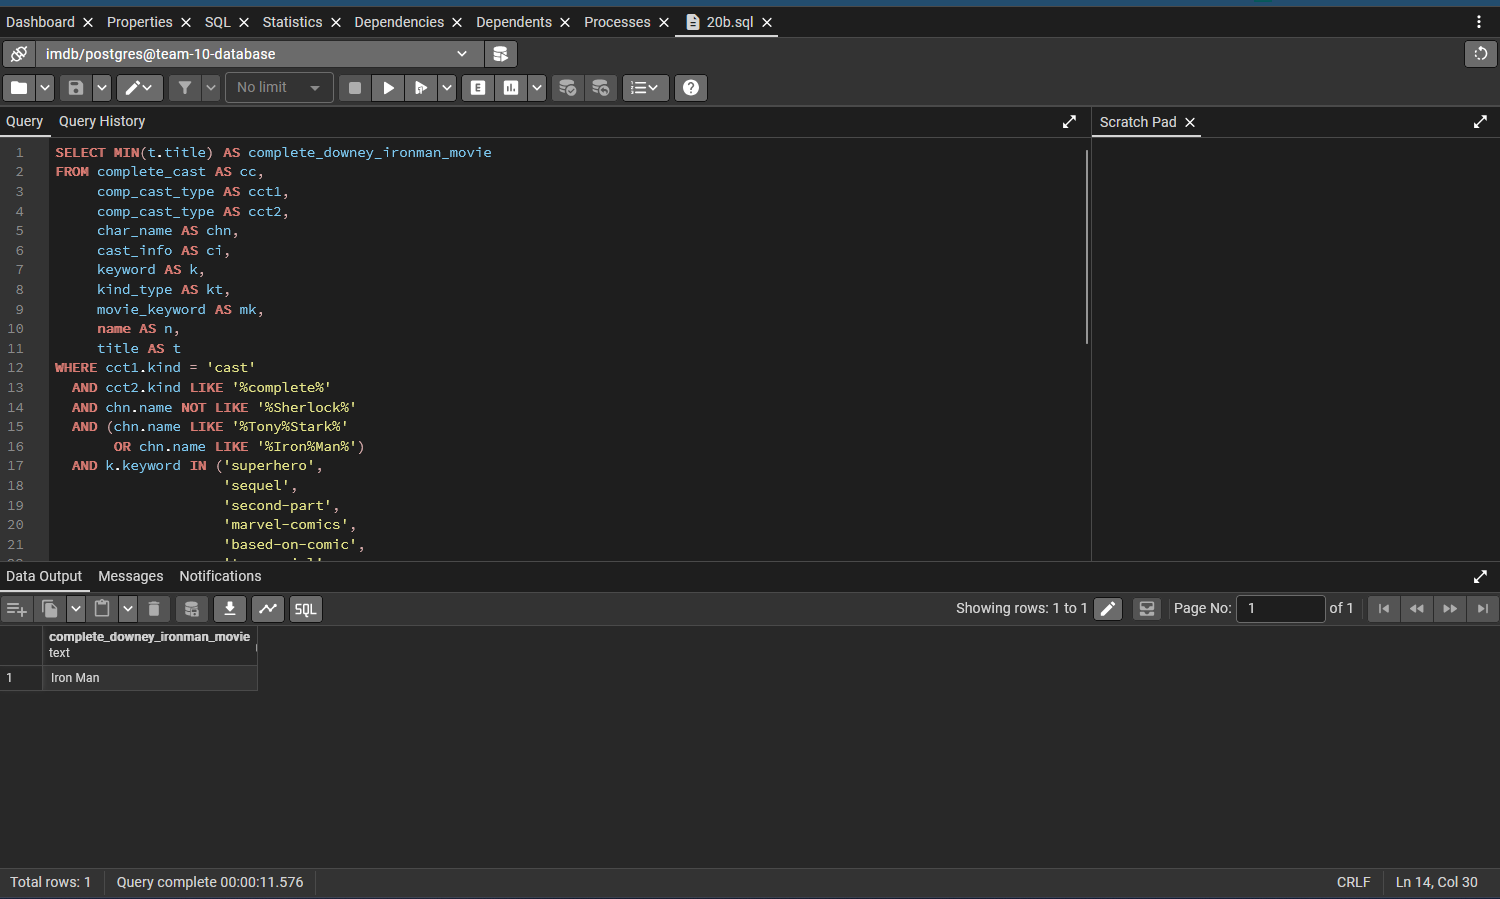 Dashboard Properties SQL Statistics Dependencies Dependents Processes 20b.sql
imdb/postgres@team-10-database
No limit
E
Query Query History
Scratch Pad
1 SELECT MIN(t.title) AS complete_downey_ironman_movie
2 FROM complete_cast AS cc,
3 comp_cast_type AS cct1,
4 comp_cast_type AS cct2,
5 char_name AS chn,
6 cast_info AS ci,
7 keyword AS k,
8 kind_type AS kt,
9 movie_keyword AS mk,
10 name AS n,
11 title AS t
12 WHERE cct1.kind = 'cast'
13 AND cct2.kind LIKE '%complete%'
14 AND chn.name NOT LIKE '%Sherlock%'
15 AND (chn.name LIKE '%Tony%Stark%'
16 OR chn.name LIKE '%Iron%Man%')
17 AND k.keyword IN ('superhero',
18 'sequel',
19 'second-part',
20 'marvel-comics',
21 'based-on-comic',
Data Output Messages Notifications
SQL
Showing rows: 1 to 1
Page No: 1 of 1
complete_downey_ironman_movie
text
1 Iron Man
Total rows: 1 Query complete 00:00:11.576 CRLF Ln 14, Col 30